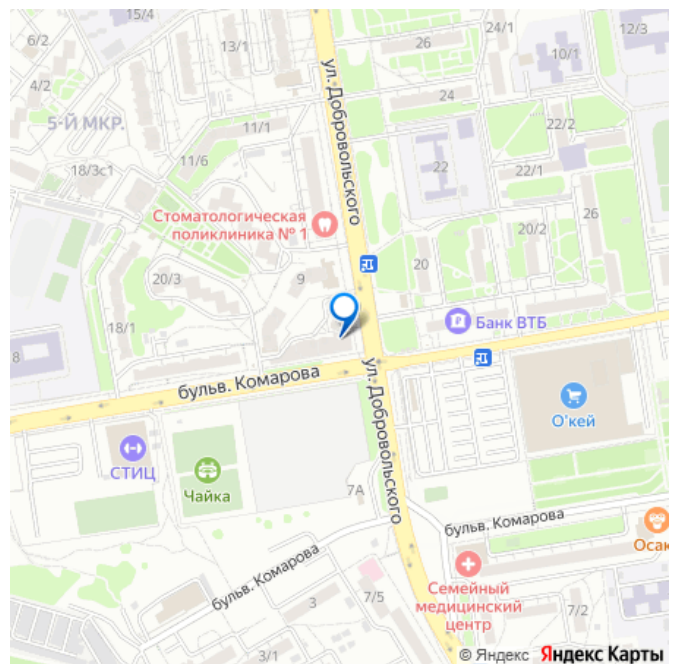 15/4
24/1
12/3
6/2
13/1
26
10/1
4/2
ул. Добровольского
24
5-Й МКР.
11/1
22/2
11/6
18/3с1
22
22/1
Стоматологическая
поликлиника № 1
26
20/2
20/3
9
20
18/1
Банк ВТБ
8
бульв. Комарова
ул. Добровольского
О'кей
СТИЦ
Чайка
7А
бульв. Комарова
Осак
бульв. Комарова
Семейный
медицинский
центр
7/5
3
7/2
3/1
© Яндекс Яндекс Карты